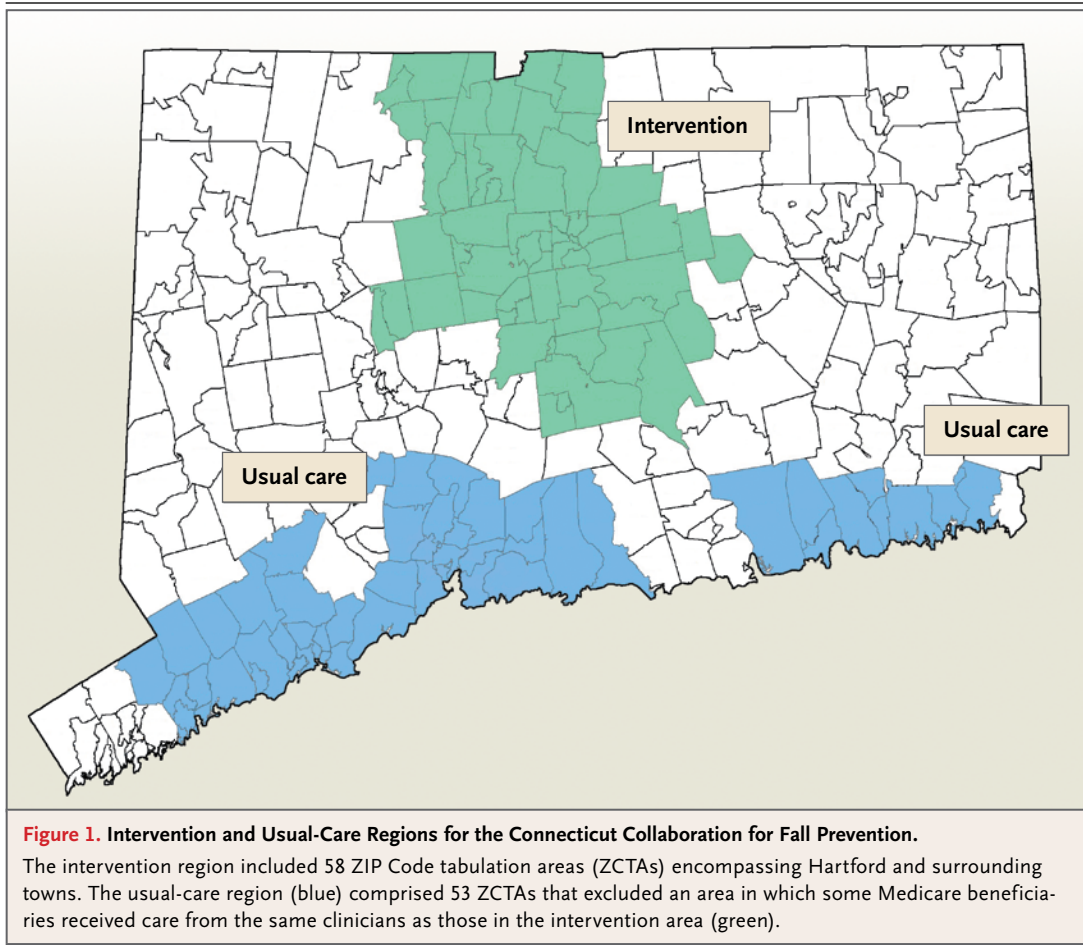 Intervention
Usual care
Usual care
Figure 1. Intervention and Usual-Care Regions for the Connecticut Collaboration for Fall Prevention.
The intervention region included 58 ZIP Code tabulation areas (ZCTAs) encompassing Hartford and surrounding
towns. The usual-care region (blue) comprised 53 ZCTAs that excluded an area in which some Medicare beneficia-
ries received care from the same clinicians as those in the intervention area (green).